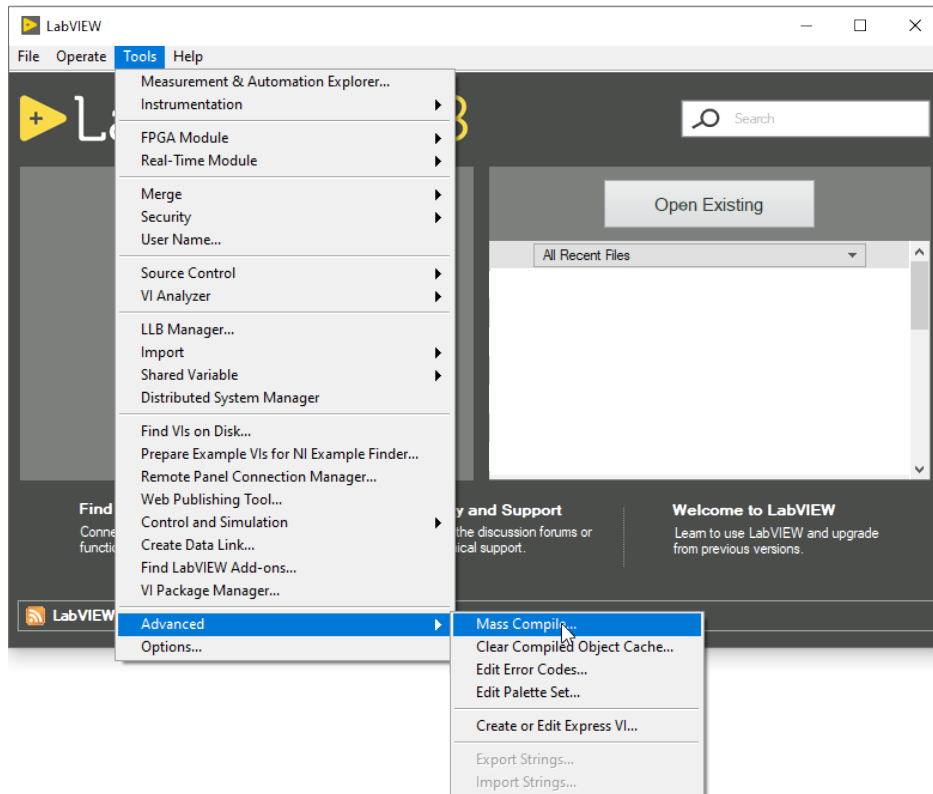 LabVIEW
File Operate Tools Help
Measurement & Automation Explorer...
Instrumentation
FPGA Module
Real-Time Module
Merge
Security
User Name...
Source Control
VI Analyzer
LLB Manager...
Import
Shared Variable
Distributed System Manager
Find VIs on Disk...
Prepare Example VIs for NI Example Finder...
Remote Panel Connection Manager...
Web Publishing Tool...
Control and Simulation
Create Data Link...
Find LabVIEW Add-ons...
VI Package Manager...
Advanced
Options...
Mass Compile...
Clear Compiled Object Cache...
Edit Error Codes...
Edit Palette Set...
Create or Edit Express VI...
Export Strings...
Import Strings...
Search
Open Existing
All Recent Files
Find
Conne
functio
y and Support
the discussion forums or
ical support.
Welcome to LabVIEW
Learn to use LabVIEW and upgrade
from previous versions.
LabVIEW